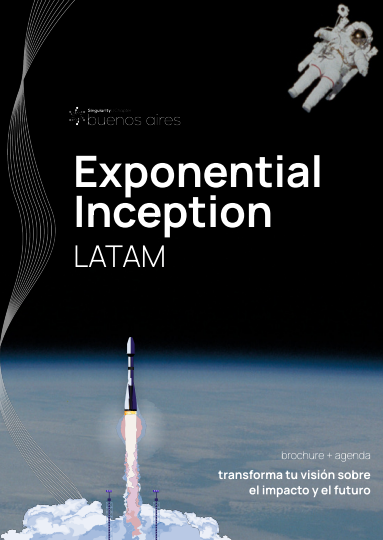 Singularity
buenos aires
Exponential
Inception
LATAM
brochure + agenda
transforma tu visión sobre
el impacto y el futuro